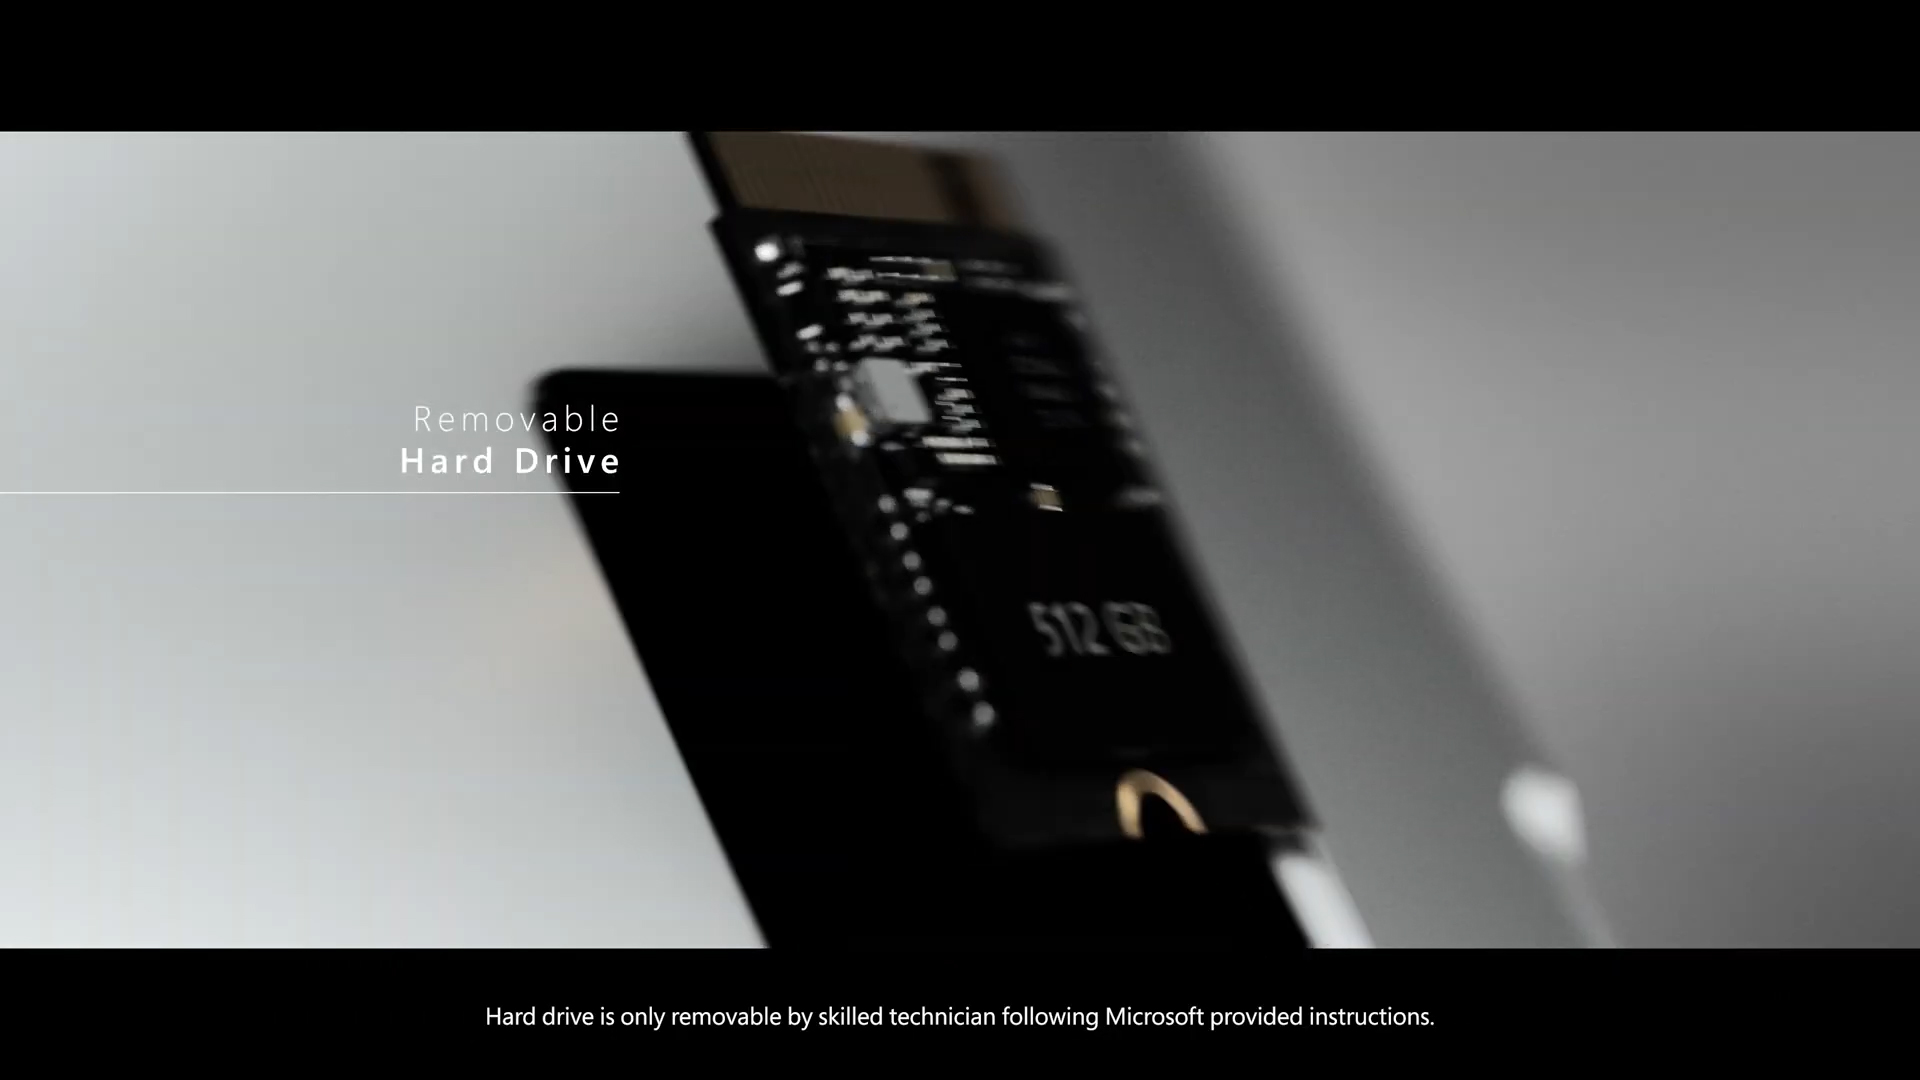 Removable
Hard Drive
512 GB
Hard drive is only removable by skilled technician following Microsoft provided instructions.